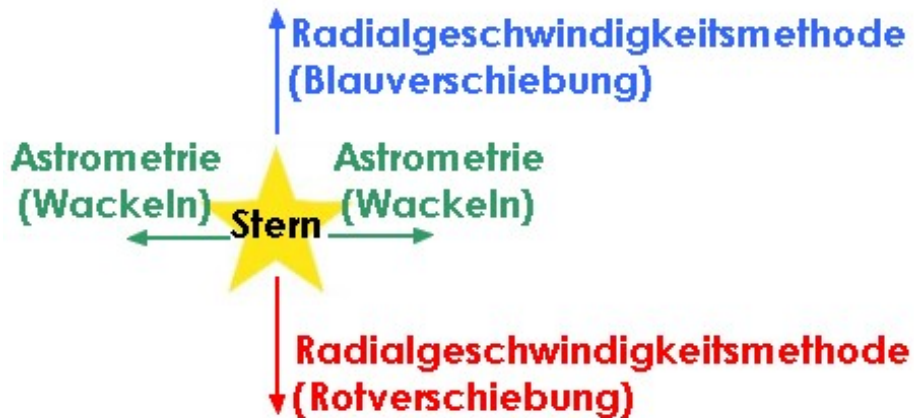 Radialgeschwindigkeitsmethode
(Blauverschiebung)
Astrometrie
(Wackeln)
Astrometrie
(Wackeln)
Stern
Radialgeschwindigkeitsmethode
(Rotverschiebung)